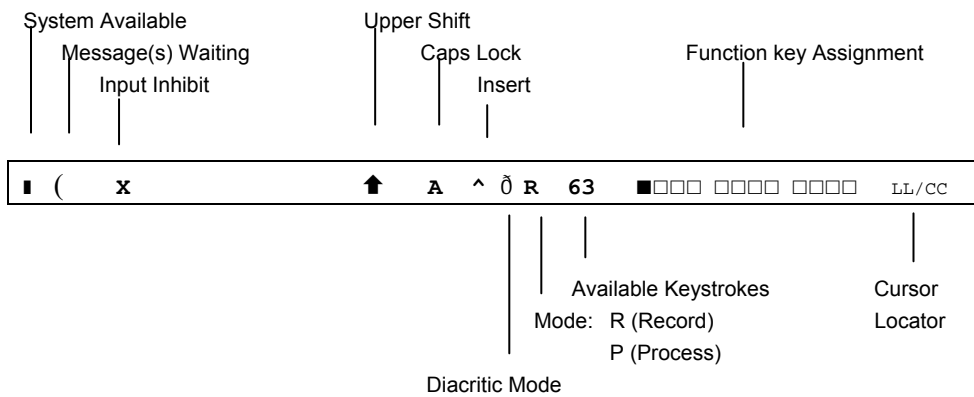 System Available Upper Shift
Message(s) Waiting Caps Lock Function key Assignment
Input Inhibit Insert
▮ ( X ⬆ A ^ ð R 63 ■□□□ □□□□ □□□□ LL/CC
Available Keystrokes Cursor
Mode: R (Record) Locator
P (Process)
Diacritic Mode